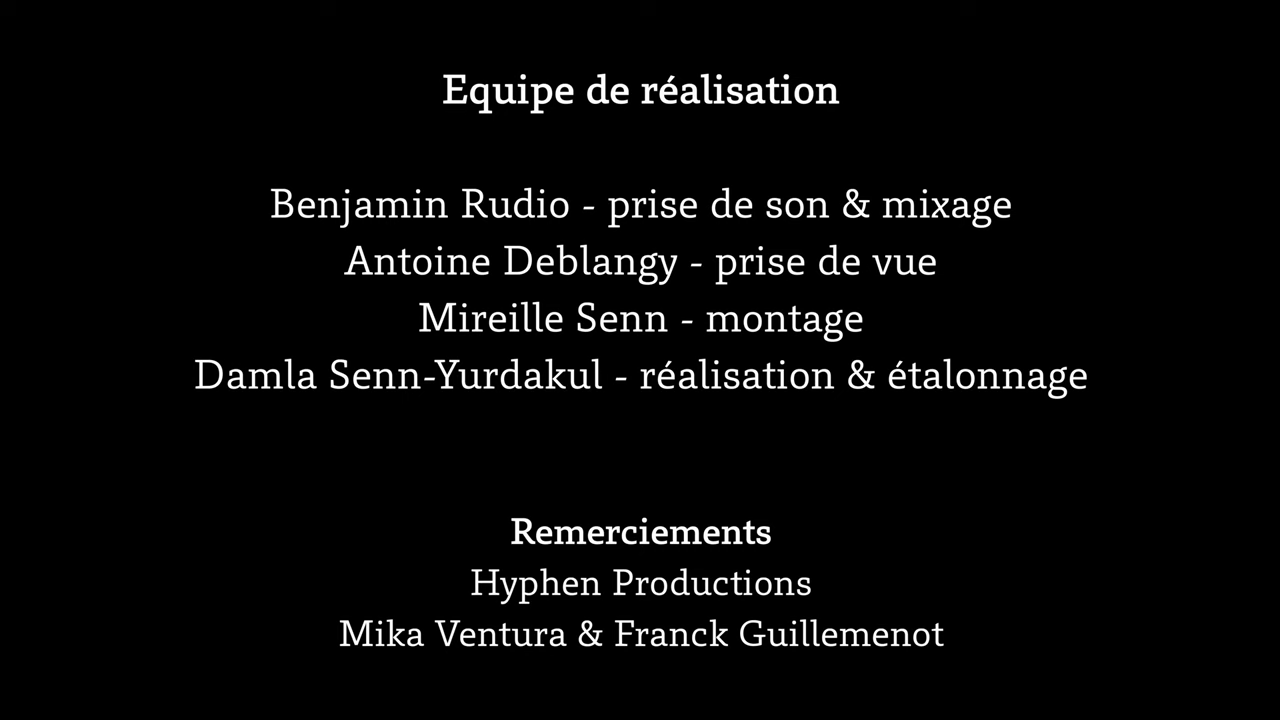 Equipe de réalisation
Benjamin Rudio - prise de son & mixage
Antoine Deblangy - prise de vue
Mireille Senn - montage
Damla Senn-Yurdakul - réalisation & étalonnage
Remerciements
Hyphen Productions
Mika Ventura & Franck Guillemenot